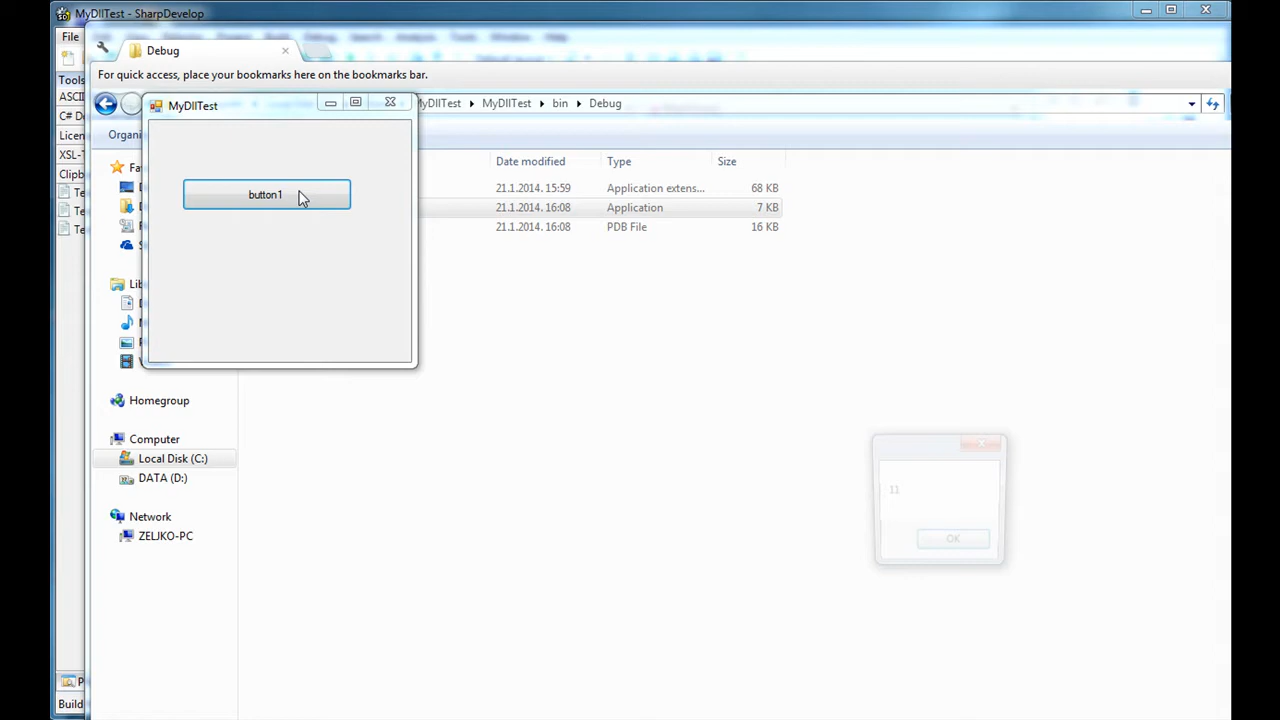 MyDllTest - SharpDevelop
File
Debug
Tools
For quick access, place your bookmarks here on the bookmarks bar.
MyDllTest
MyDllTest
MyDllTest
bin
Debug
Organi
Date modified
Type
Size
21.1.2014. 15:59
Application extens...
68 KB
21.1.2014. 16:08
Application
7 KB
21.1.2014. 16:08
PDB File
16 KB
button1
ASCII
C# D
Licen
XSL-T
Clipb
Te
Te
Te
Fa
Lib
Homegroup
Computer
Local Disk (C:)
DATA (D:)
Network
ZELJKO-PC
11
OK
P
Build